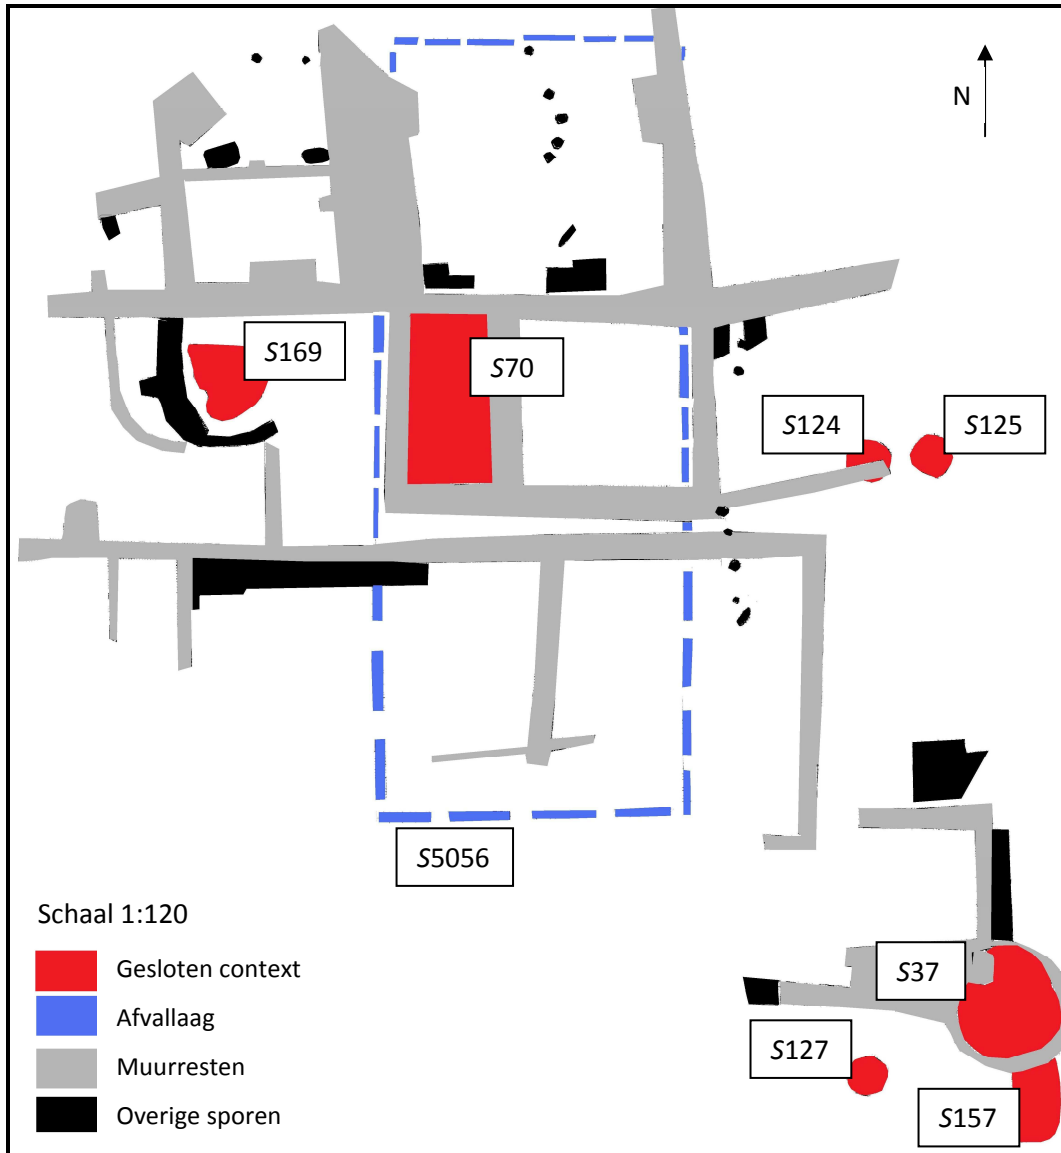 N
S169
S70
S124
S125
S5056
Schaal 1:120
Gesloten context
Afvallaag
Muurresten
Overige sporen
S37
S127
S157